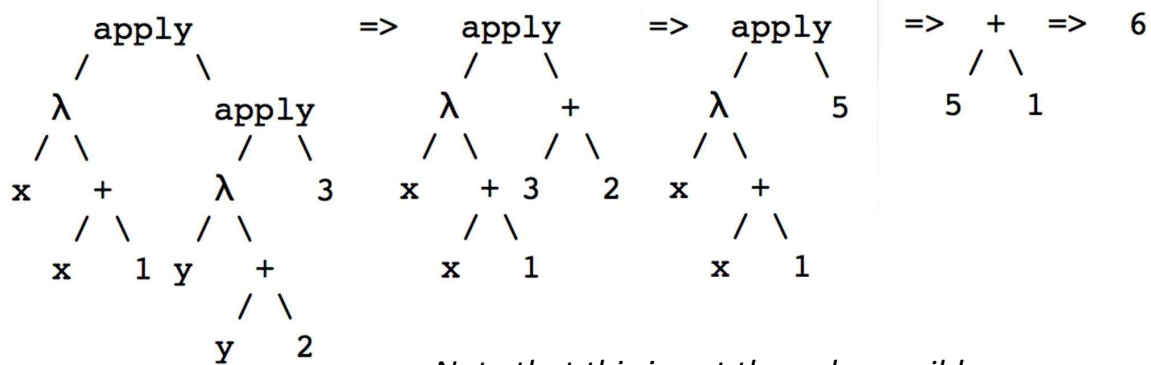 apply => apply => apply => + => 6
/ \ / \ / \ / \
λ apply λ + λ 5 5 1
/ \ / \ / \ / \ / \
x + λ 3 x + 3 2 x +
/ \ / \ / \ / \
x 1 y + x 1 x 1
/ \
y 2